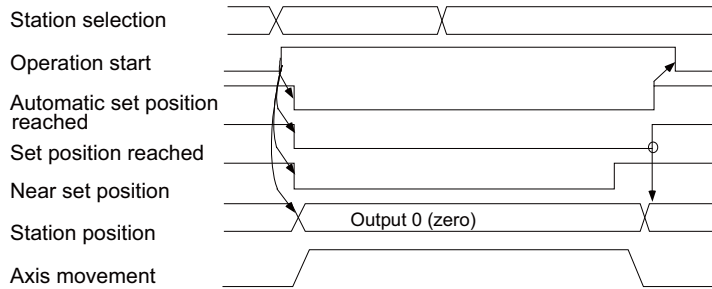 Station selection
Operation start
Automatic set position
reached
Set position reached
Near set position
Output 0 (zero)
Station position
Axis movement